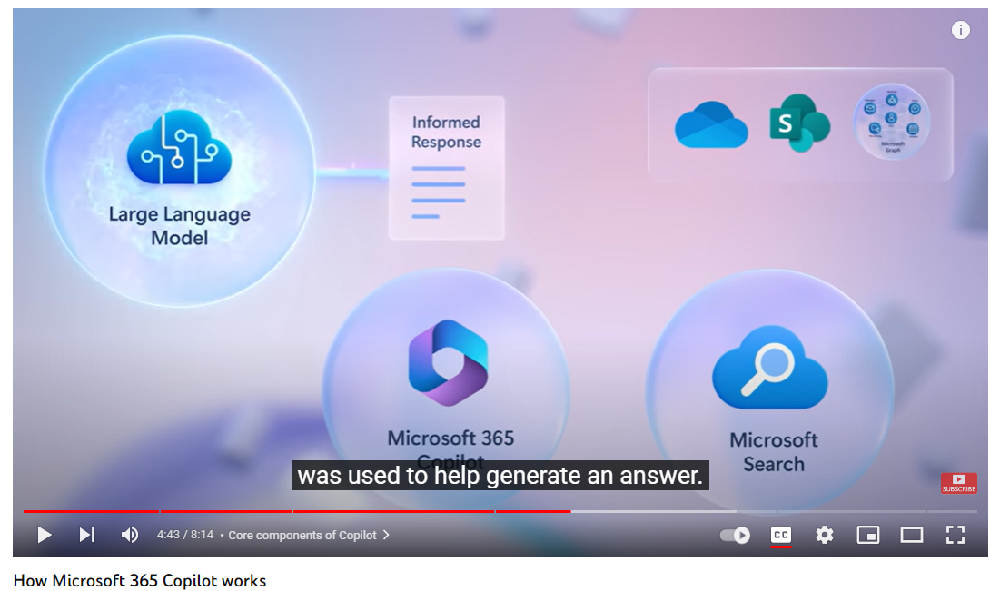 Informed
Response
S
Microsoft
Graph
Large Language
Model
Microsoft 365
Copilot
Microsoft
Search
was used to help generate an answer.
SUBSCRIBE
4:43 / 8:14 • Core components of Copilot
CC
How Microsoft 365 Copilot works